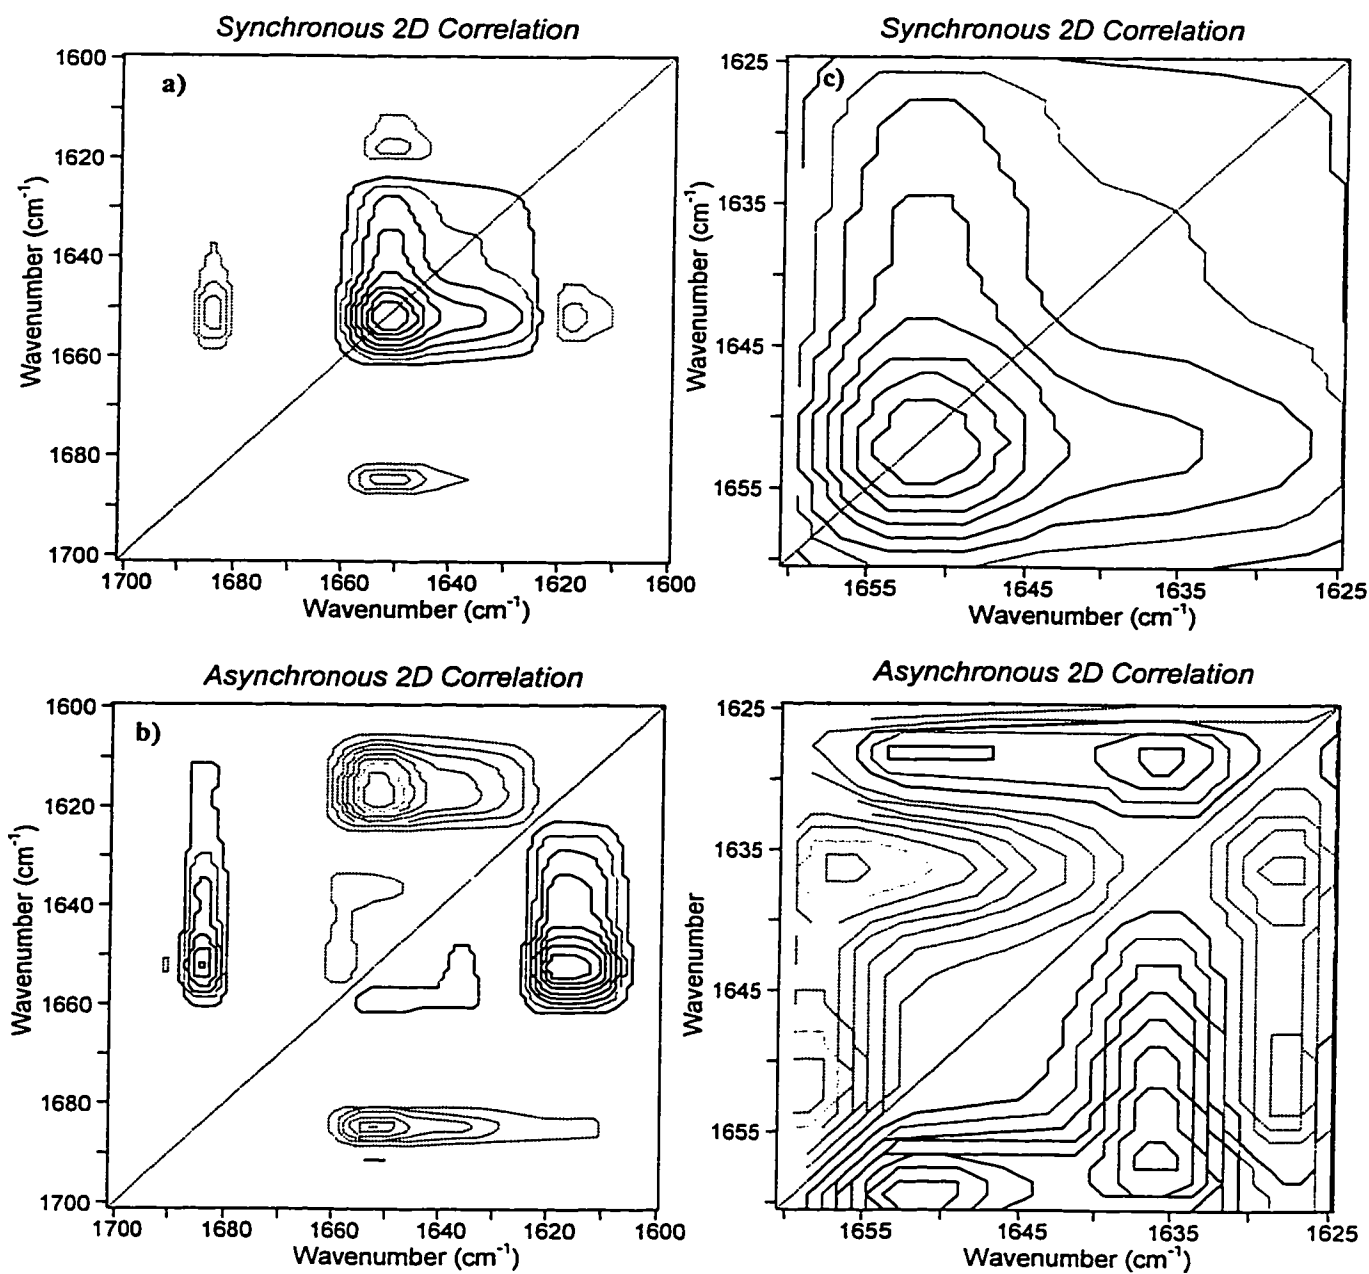 Synchronous 2D Correlation
a)
1600
1620
1640
1660
1680
1700
Wavenumber (cm⁻¹)
1700 1680 1660 1640 1620 1600
Wavenumber (cm⁻¹)
Synchronous 2D Correlation
c)
1625
1635
1645
1655
Wavenumber (cm⁻¹)
1655 1645 1635 1625
Wavenumber (cm⁻¹)
Asynchronous 2D Correlation
b)
1600
1620
1640
1660
1680
1700
Wavenumber (cm⁻¹)
1700 1680 1660 1640 1620 1600
Wavenumber (cm⁻¹)
Asynchronous 2D Correlation
1625
1635
1645
1655
Wavenumber
1655 1645 1635 1625
Wavenumber (cm⁻¹)